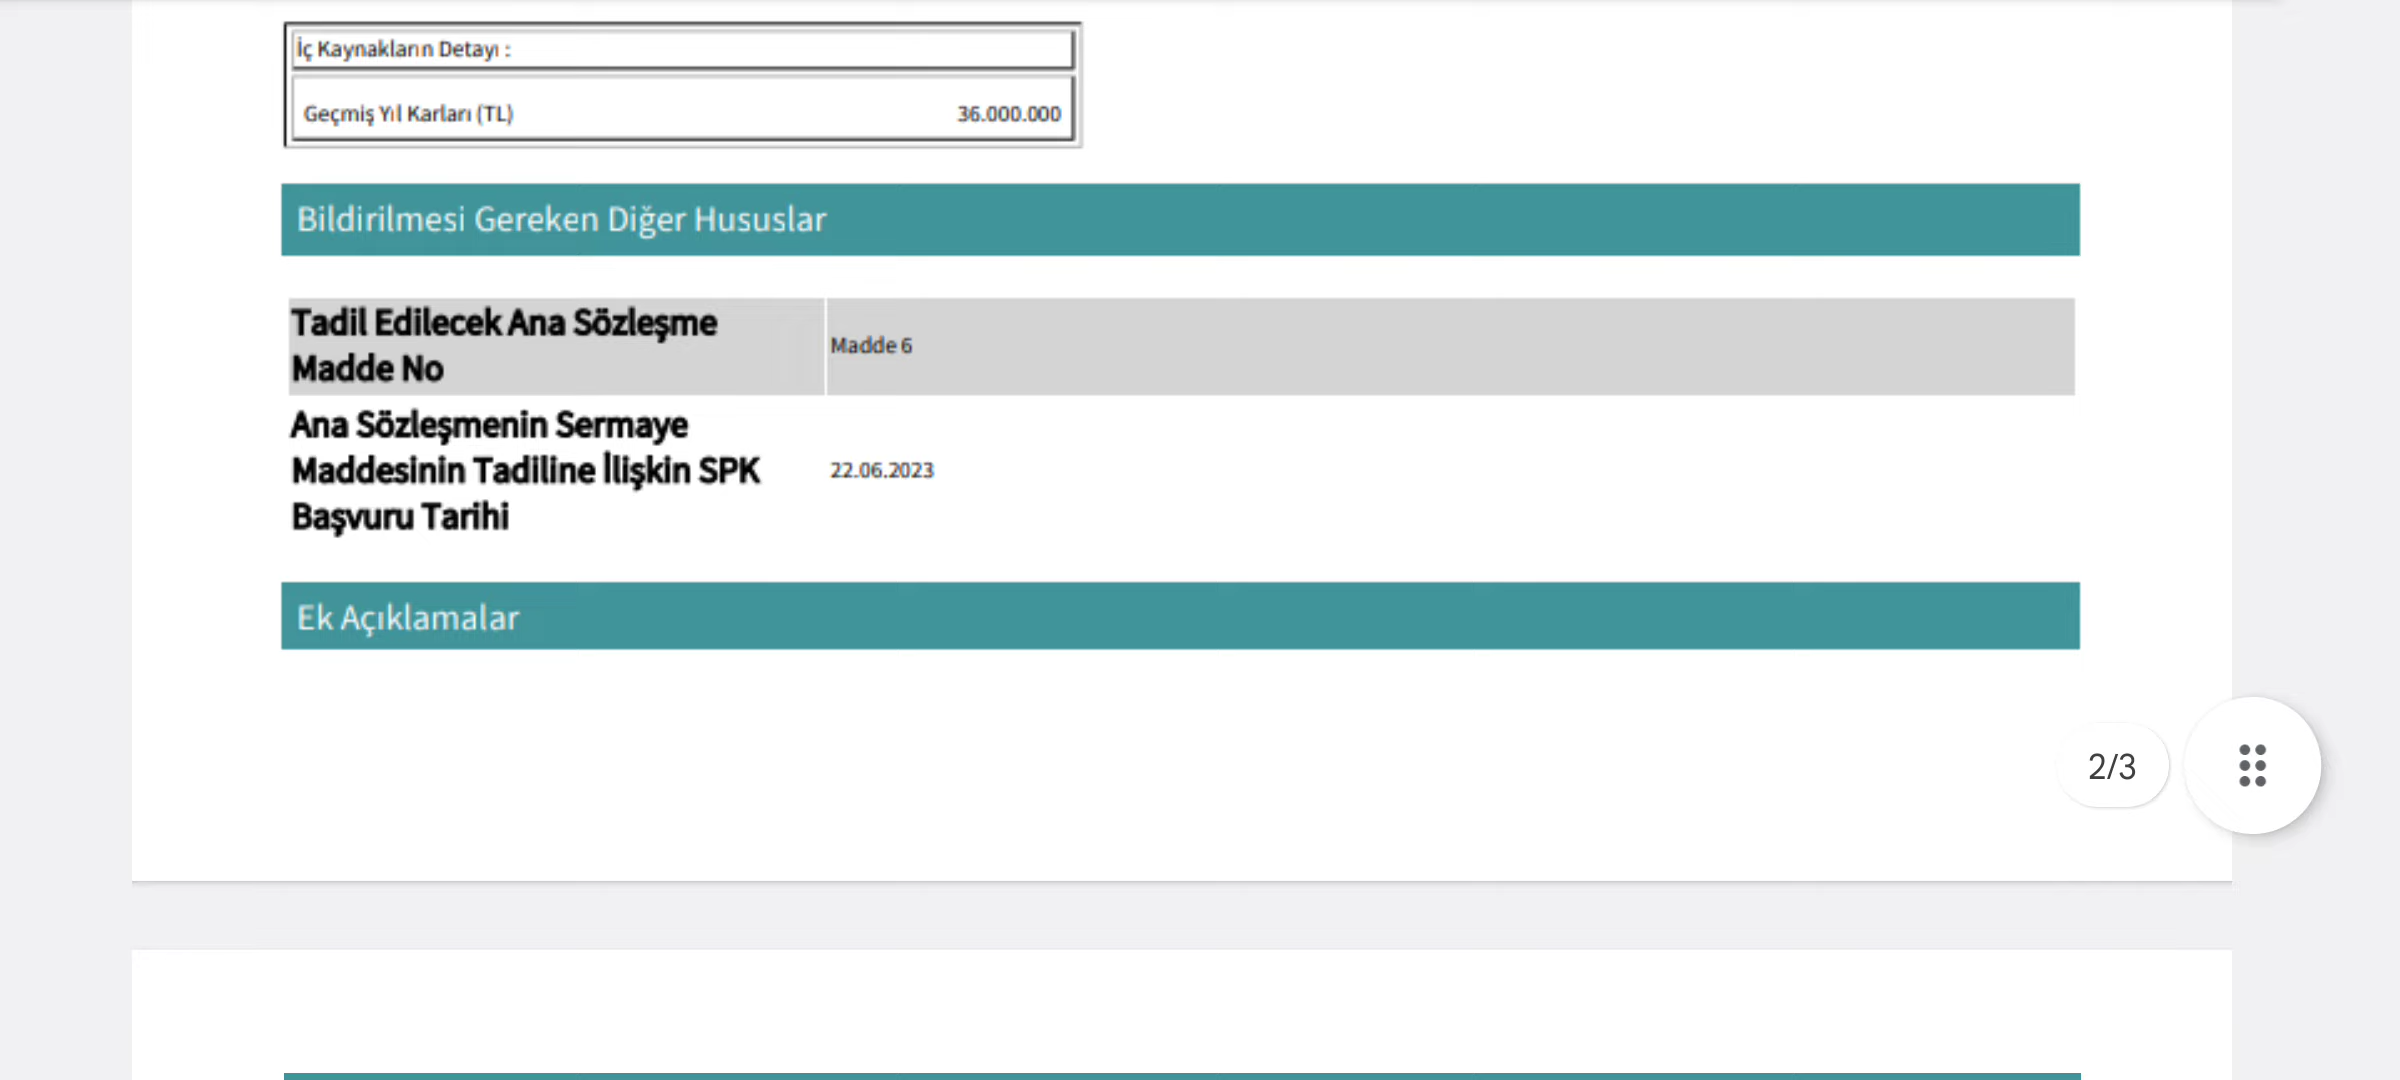 İç Kaynakların Detayı :
Geçmiş Yıl Karları (TL) 36.000.000
Bildirilmesi Gereken Diğer Hususlar
Tadil Edilecek Ana Sözleşme
Madde No
Madde 6
Ana Sözleşmenin Sermaye
Maddesinin Tadiline İlişkin SPK
Başvuru Tarihi
22.06.2023
Ek Açıklamalar
2/3